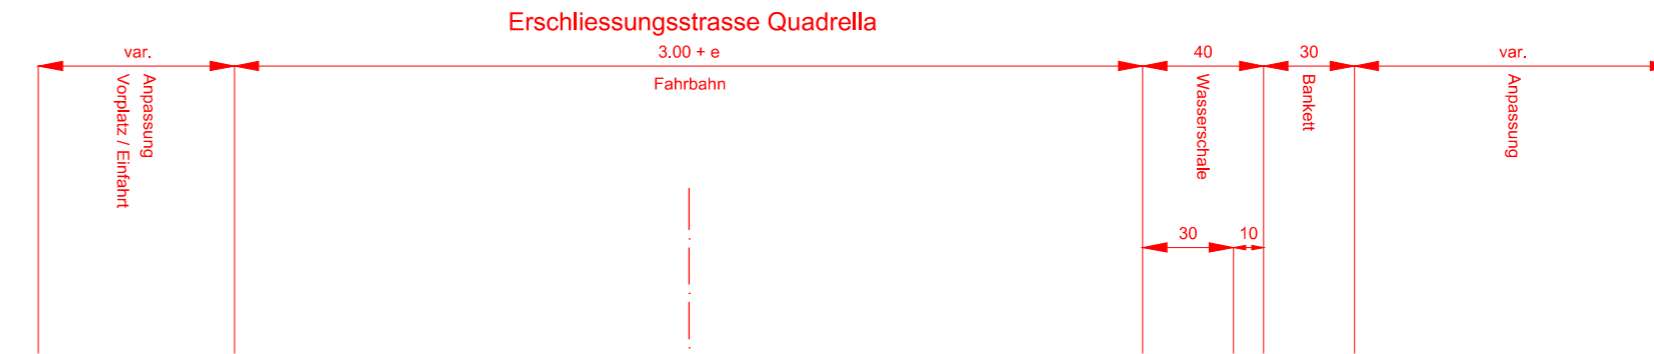 Erschliessungsstrasse Quadrella
var.
3.00 + e
40
30
var.
Anpassung
Vorplatz / Einfahrt
Fahrbahn
Wasserschale
Bankett
Anpassung
30
10